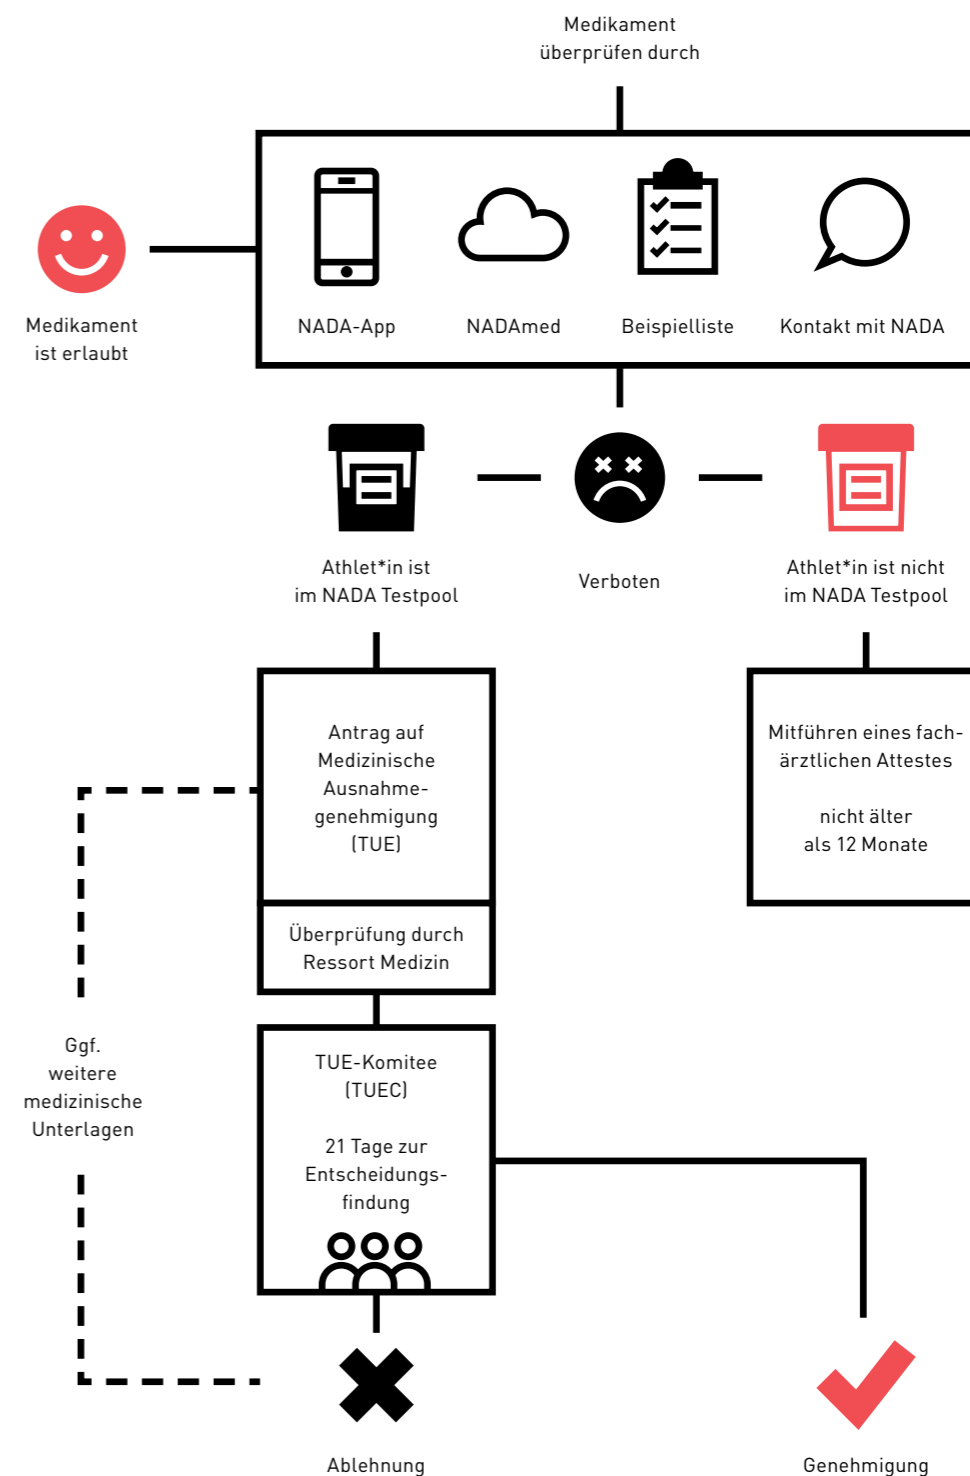 Medikament
überprüfen durch
NADA-App
NADAmed
Beispielliste
Kontakt mit NADA
Medikament
ist erlaubt
Athlet*in ist
im NADA Testpool
Verboten
Athlet*in ist nicht
im NADA Testpool
Antrag auf
Medizinische
Ausnahme-
genehmigung
(TUE)
Mitführen eines fach-
ärztlichen Attestes
nicht älter
als 12 Monate
Überprüfung durch
Ressort Medizin
Ggf.
weitere
medizinische
Unterlagen
TUE-Komitee
(TUEC)
21 Tage zur
Entscheidungs-
findung
Ablehnung
Genehmigung